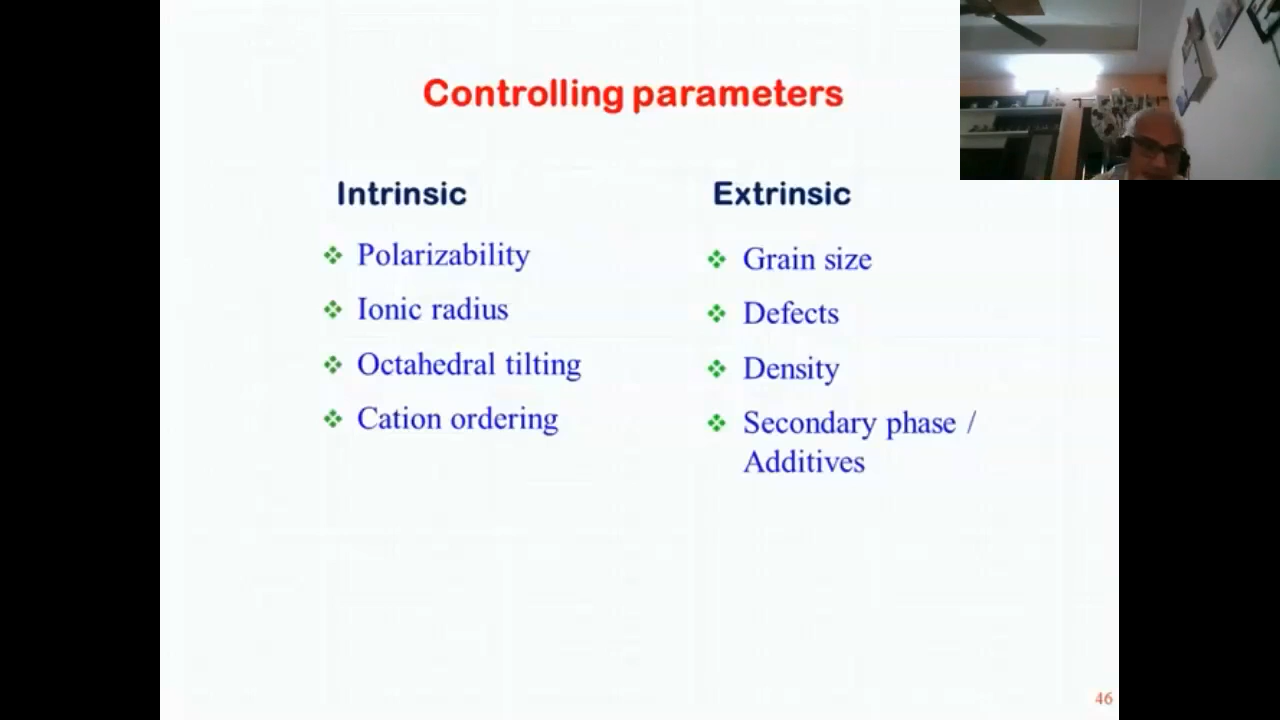 Controlling parameters
Intrinsic
Polarizability
Ionic radius
Octahedral tilting
Cation ordering
Extrinsic
Grain size
Defects
Density
Secondary phase /
Additives
46